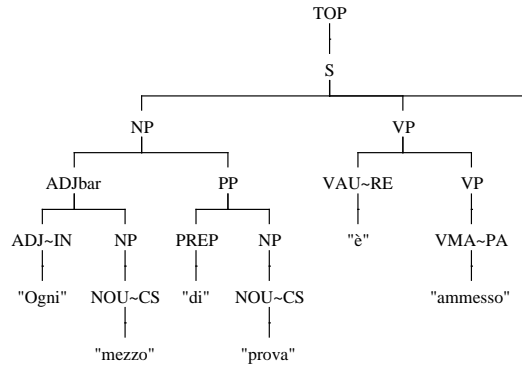 TOP
S
NP VP
ADJbar PP VAU~RE VP
ADJ~IN NP PREP NP "è" VMA~PA
"Ogni" NOU~CS "di" NOU~CS "ammesso"
"mezzo" "prova"